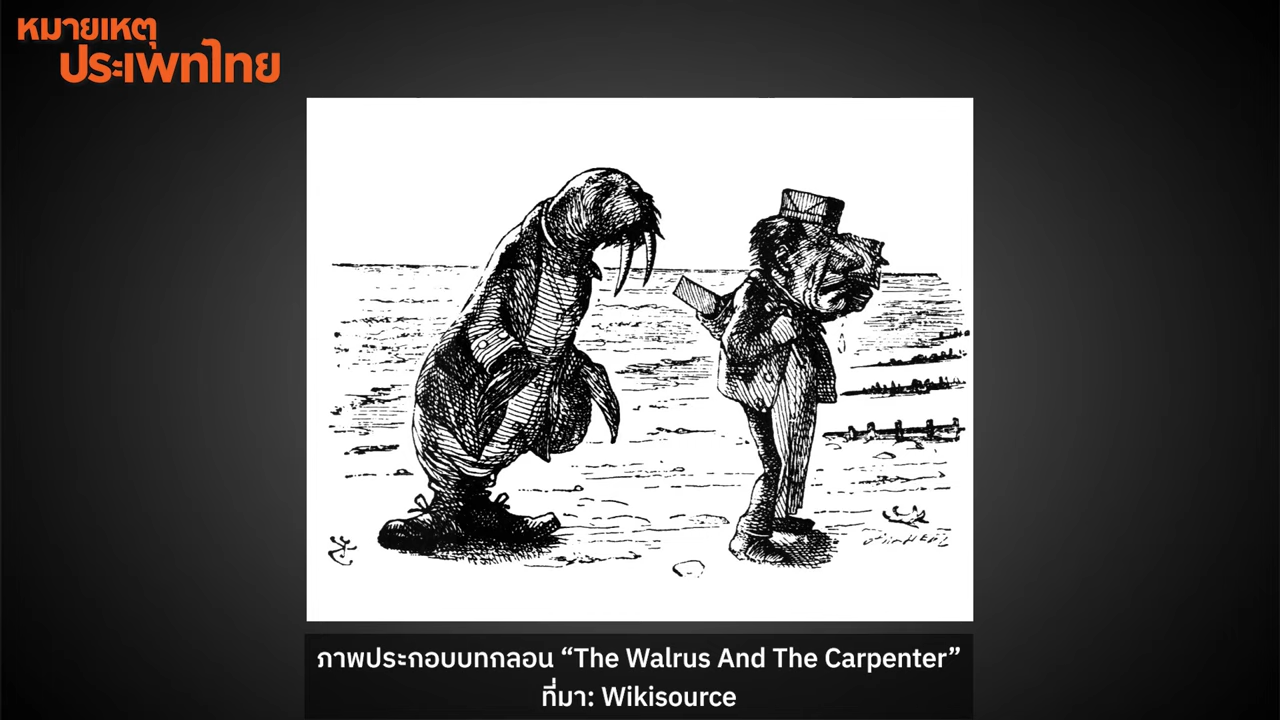 หมายเหตุ
ประเพทไทย
ภาพประกอบบทกลอน “The Walrus And The Carpenter”
ที่มา: Wikisource